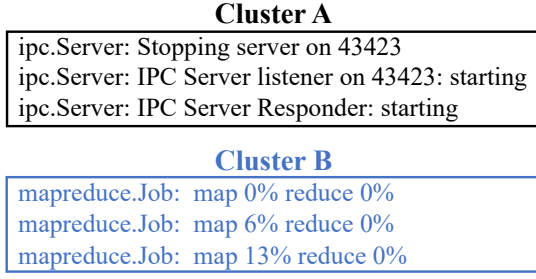 Cluster A
ipc.Server: Stopping server on 43423
ipc.Server: IPC Server listener on 43423: starting
ipc.Server: IPC Server Responder: starting
Cluster B
mapreduce.Job:  map 0% reduce 0%
mapreduce.Job:  map 6% reduce 0%
mapreduce.Job:  map 13% reduce 0%